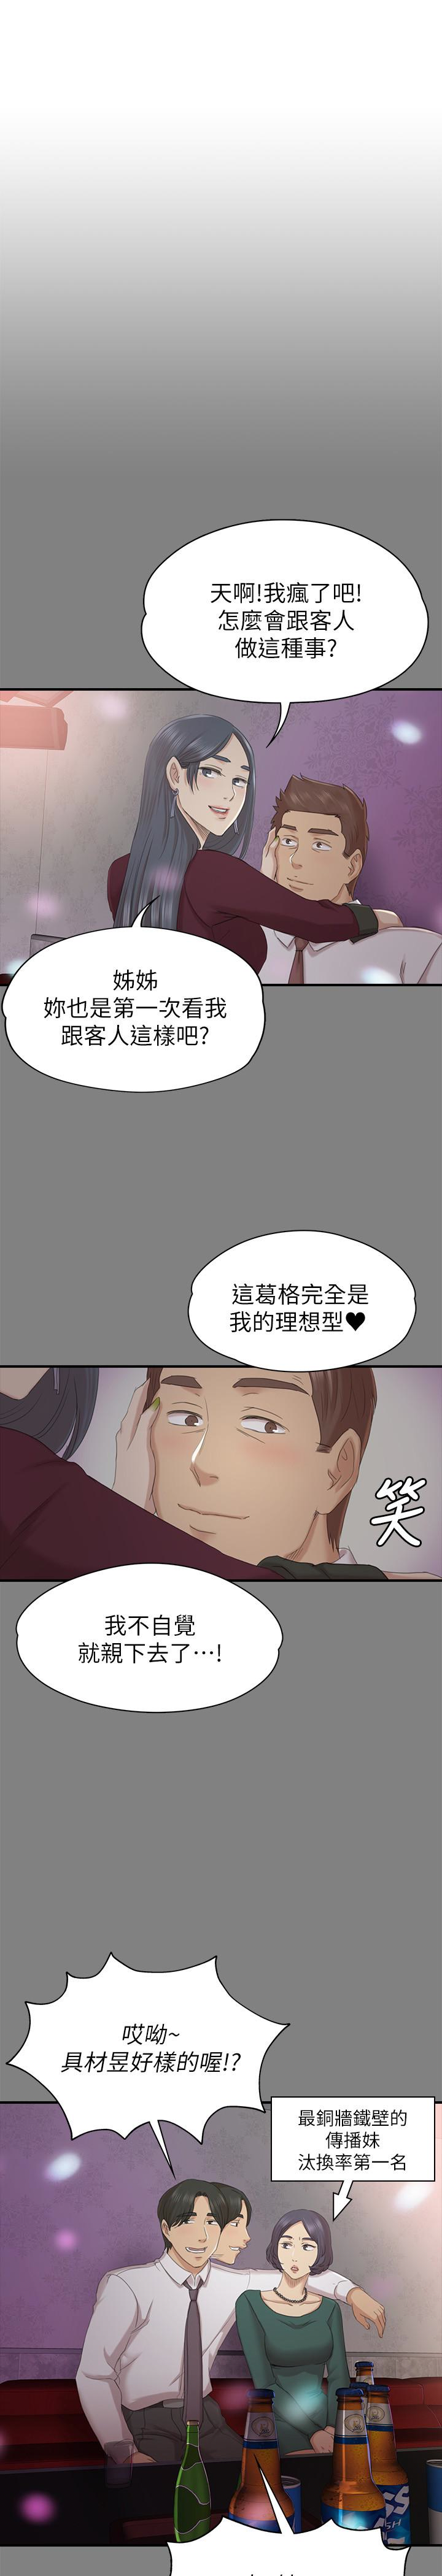 天啊!我瘋了吧!
怎麼會跟客人
做這種事?
姊姊
妳也是第一次看我
跟客人這樣吧?
這葛格完全是
我的理想型♥
笑
我不自覺
就親下去了…!
哎呦~
具材昱好樣的喔!?
最銅牆鐵壁的
傳播妹
汰換率第一名